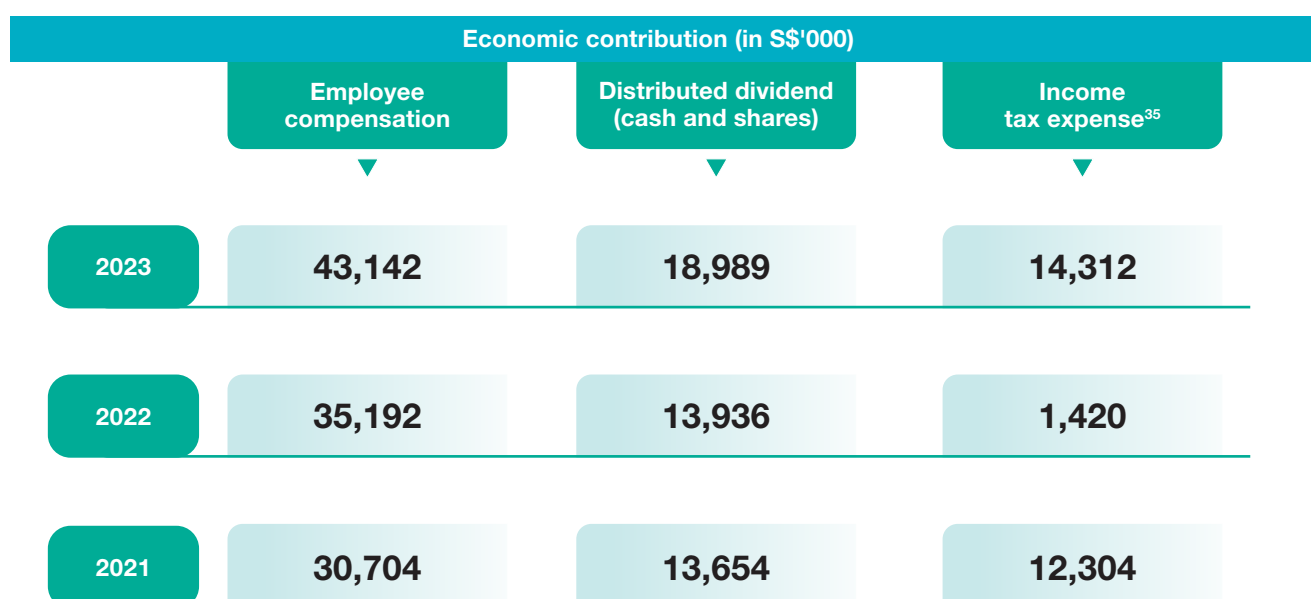 Economic contribution (in S$'000)
Employee
compensation
Distributed dividend
(cash and shares)
Income
tax expense35
2023
43,142
18,989
14,312
2022
35,192
13,936
1,420
2021
30,704
13,654
12,304